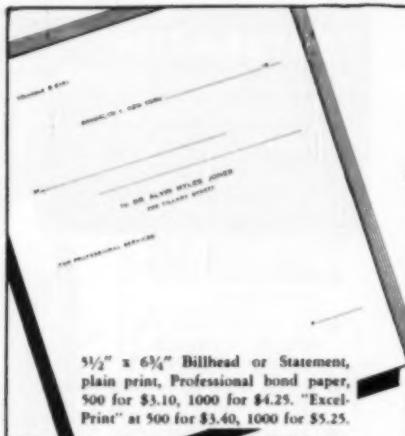 BROOKLYN 1, NEW YORK
TO DR ALVIN MYLES JONES
FOR PROFESSIONAL SERVICES
5½" x 6¾" Billhead or Statement,
plain print, Professional bond paper,
500 for $3.10, 1000 for $4.25. "Excel-
Print" at 500 for $3.40, 1000 for $5.25.